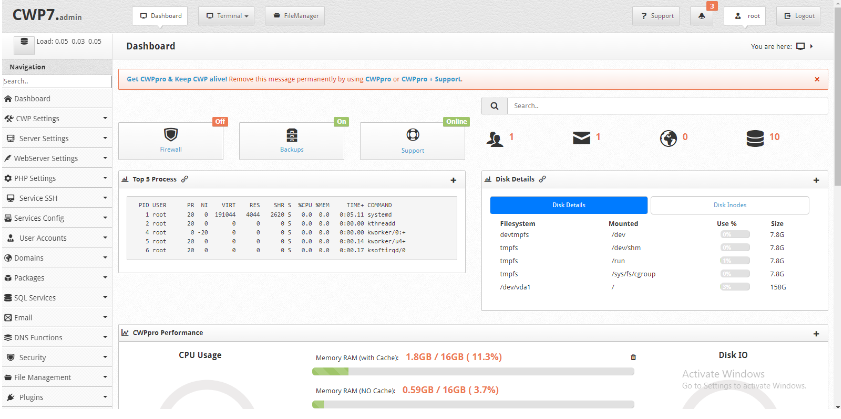 CWP7.admin
Dashboard
Terminal
FileManager
? Support
3
root
Logout
Load: 0.05 0.03 0.05
Dashboard
You are here:
Navigation
Search..
Dashboard
CWP Settings
Server Settings
WebServer Settings
PHP Settings
Service SSH
Services Config
User Accounts
Domains
Packages
SQL Services
Email
DNS Functions
Security
File Management
Plugins
Get CWPpro & Keep CWP alive! Remove this message permanently by using CWPpro or CWPpro + Support.
Off
Firewall
On
Backups
Online
Support
Search..
1
1
0
10
Top 5 Process
PID USER PR NI VIRT RES SHR S %CPU %MEM TIME+ COMMAND
1 root 20 0 191044 4044 2620 S 0.0 0.0 0:05.11 systemd
2 root 20 0 0 0 0 S 0.0 0.0 0:00.00 kthreadd
4 root 0 -20 0 0 0 S 0.0 0.0 0:00.00 kworker/0:+
5 root 20 0 0 0 0 S 0.0 0.0 0:00.14 kworker/u4+
6 root 20 0 0 0 0 S 0.0 0.0 0:00.17 ksoftirqd/0
Disk Details
Disk Details
Disk Inodes
Filesystem Mounted Use % Size
devtmpfs /dev 0% 7.8G
tmpfs /dev/shm 0% 7.8G
tmpfs /run 7.8G
tmpfs /sys/fs/cgroup 0% 7.8G
/dev/vda1 / 150G
CWPpro Performance
CPU Usage
Memory RAM (with Cache): 1.8GB / 16GB ( 11.3%)
Memory RAM (NO Cache): 0.59GB / 16GB ( 3.7%)
Disk IO
Activate Windows
Go to Settings to activate Windows.